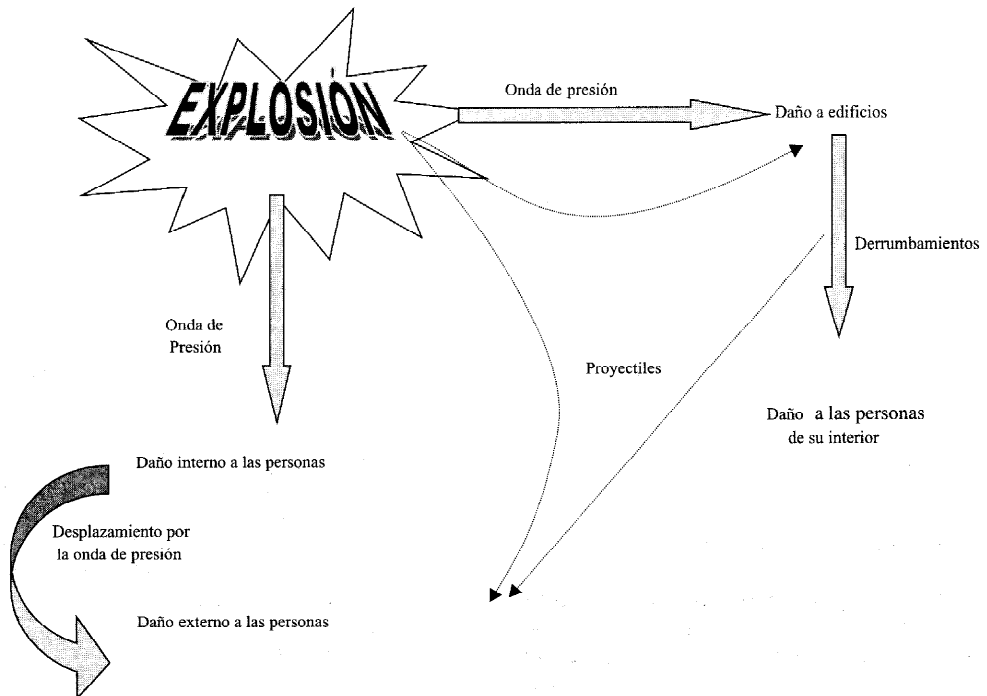 EXPLOSIÓN
Onda de presión
Daño a edificios
Derrumbamientos
Onda de
Presión
Proyectiles
Daño a las personas
de su interior
Daño interno a las personas
Desplazamiento por
la onda de presión
Daño externo a las personas